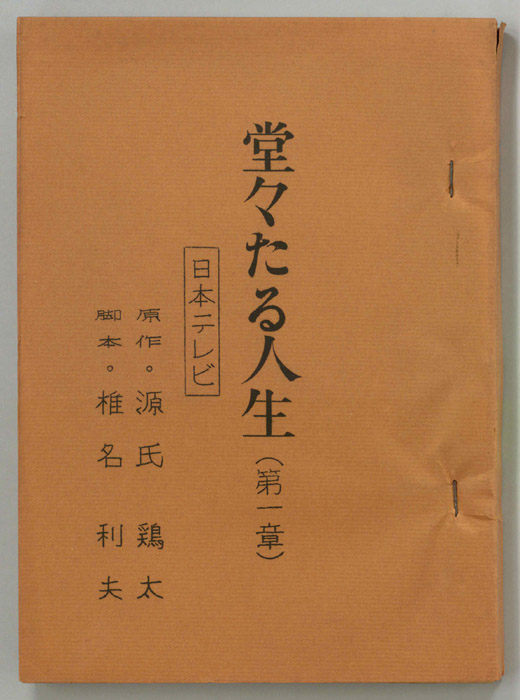 堂々たる人生（第一章）
日本テレビ
原作。源氏鶏太
脚本。椎名利夫